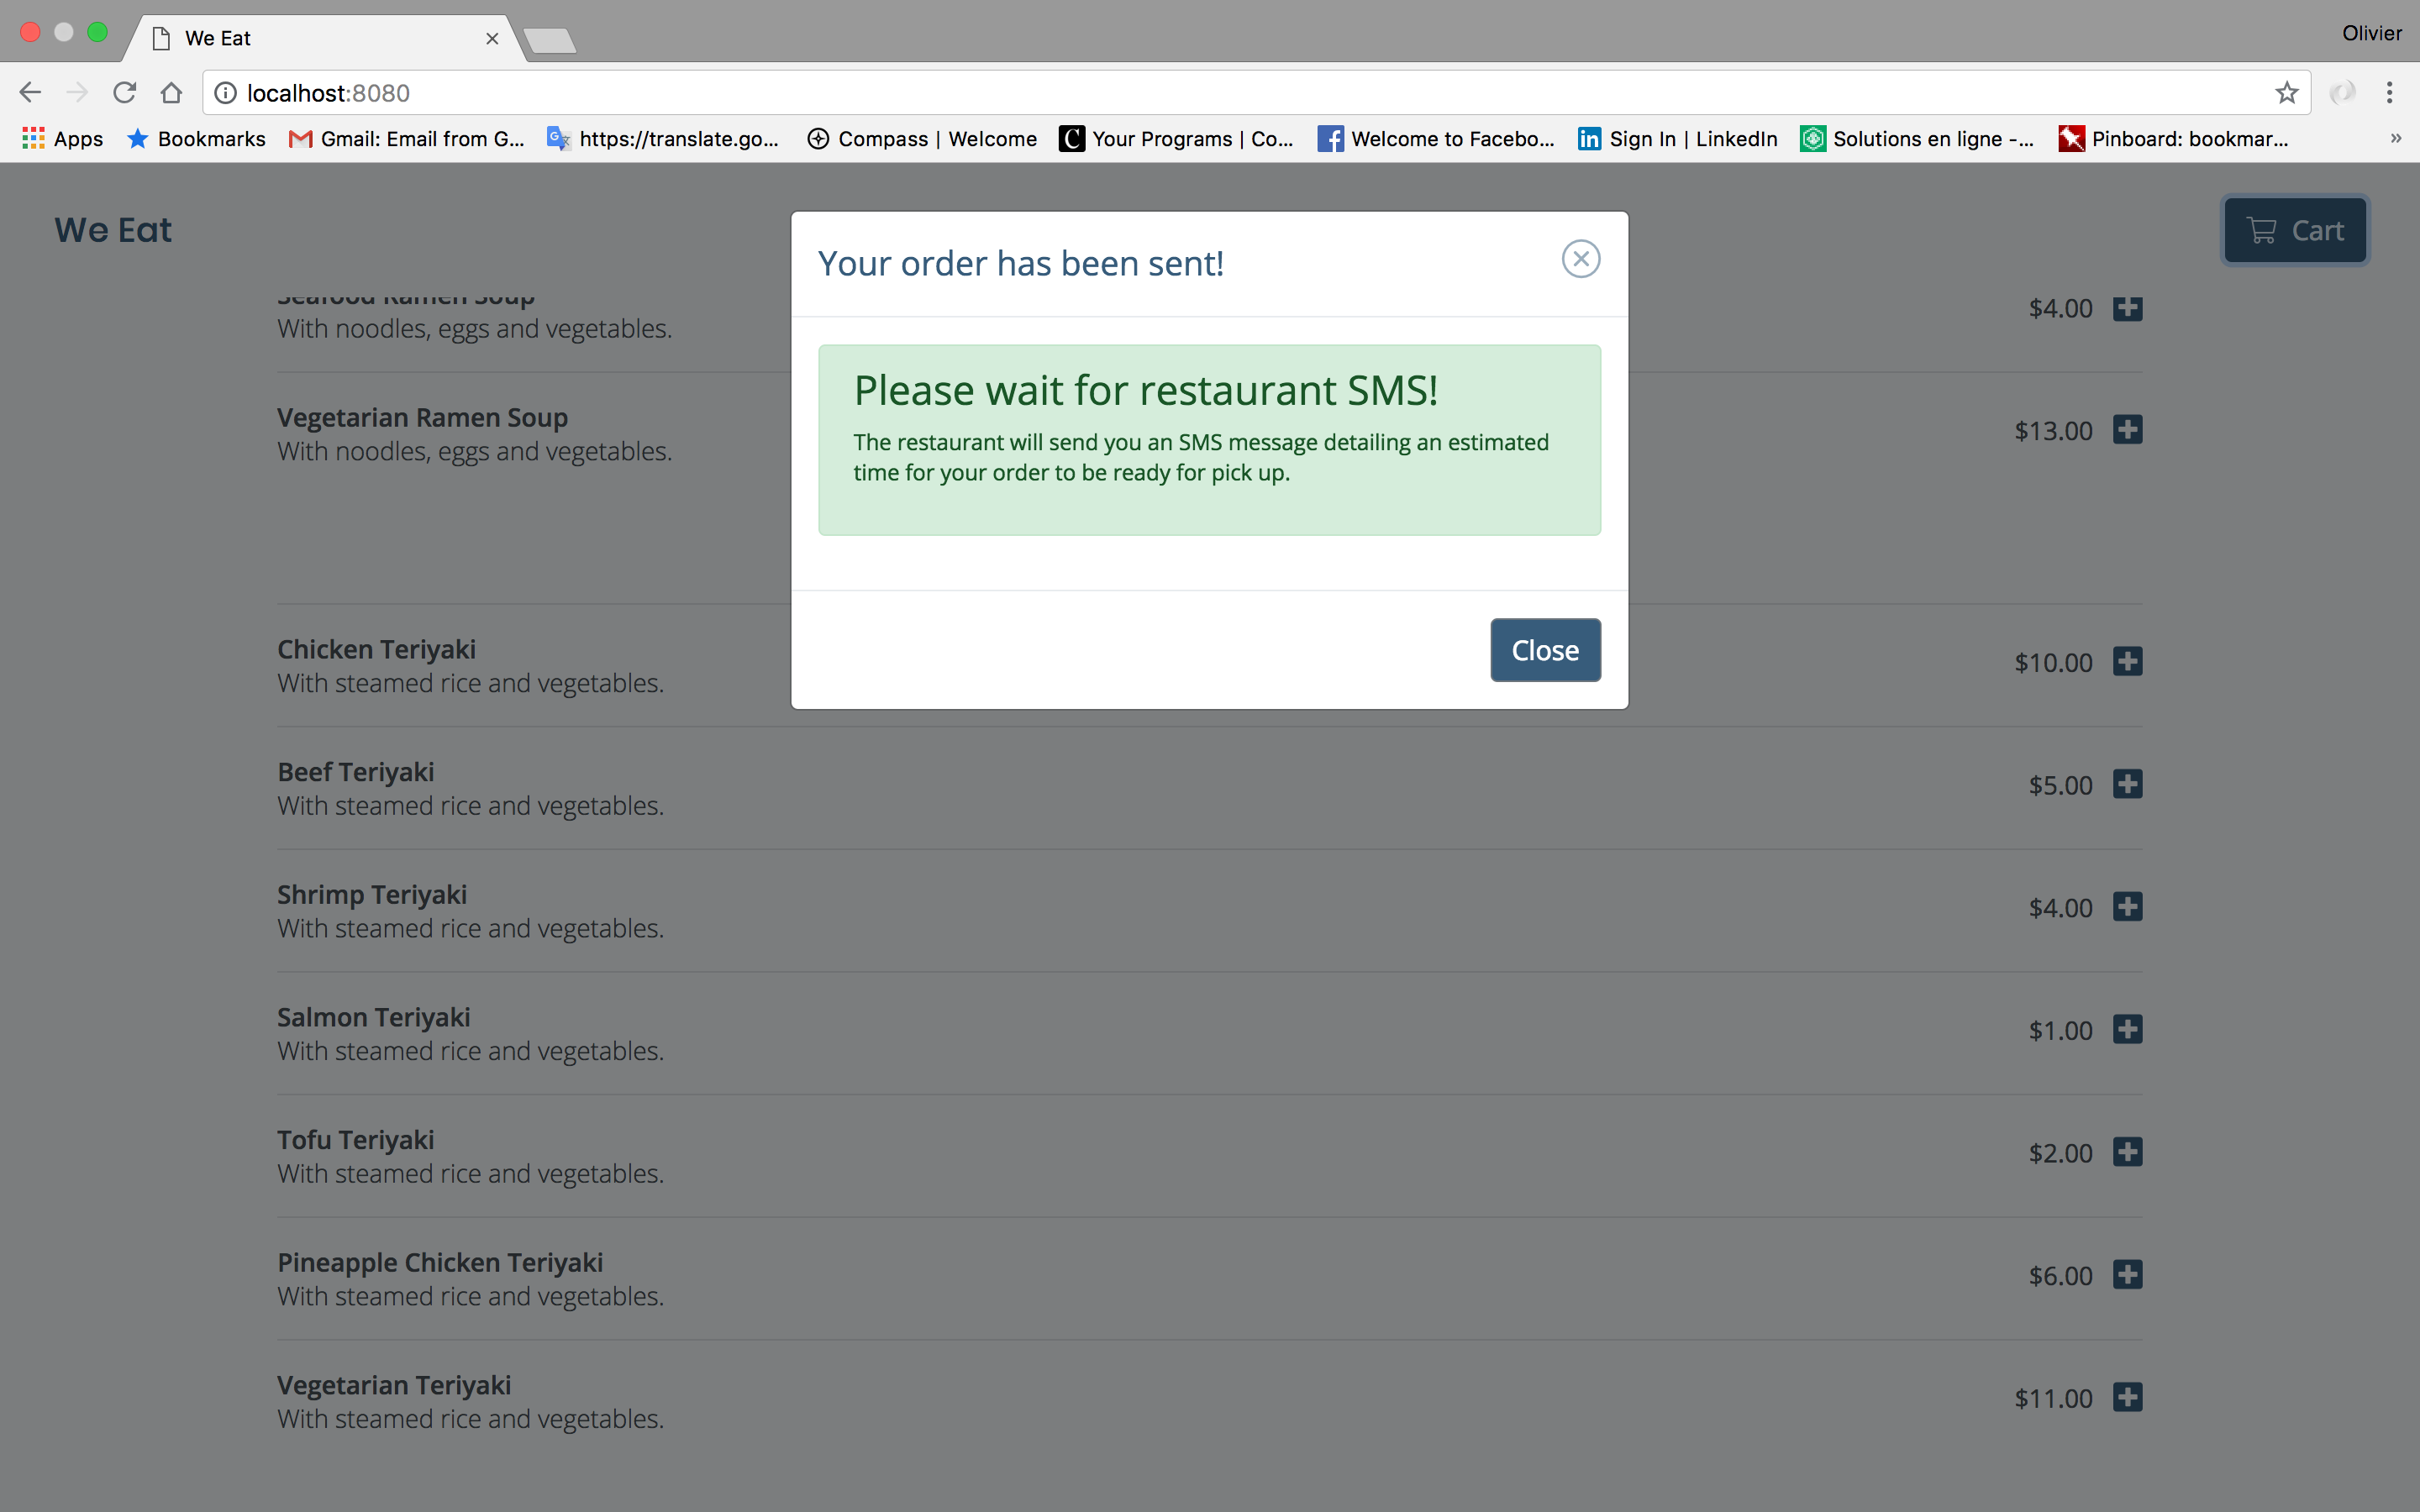 We Eat
Olivier
localhost:8080
Apps
Bookmarks
Gmail: Email from G...
https://translate.go...
Compass | Welcome
Your Programs | Co...
Welcome to Facebo...
Sign In | LinkedIn
Solutions en ligne -...
Pinboard: bookmar...
»
We Eat
Cart
Your order has been sent!
Please wait for restaurant SMS!
The restaurant will send you an SMS message detailing an estimated
time for your order to be ready for pick up.
Close
Seafood Ramen Soup
With noodles, eggs and vegetables.
$4.00
Vegetarian Ramen Soup
With noodles, eggs and vegetables.
$13.00
Chicken Teriyaki
With steamed rice and vegetables.
$10.00
Beef Teriyaki
With steamed rice and vegetables.
$5.00
Shrimp Teriyaki
With steamed rice and vegetables.
$4.00
Salmon Teriyaki
With steamed rice and vegetables.
$1.00
Tofu Teriyaki
With steamed rice and vegetables.
$2.00
Pineapple Chicken Teriyaki
With steamed rice and vegetables.
$6.00
Vegetarian Teriyaki
With steamed rice and vegetables.
$11.00